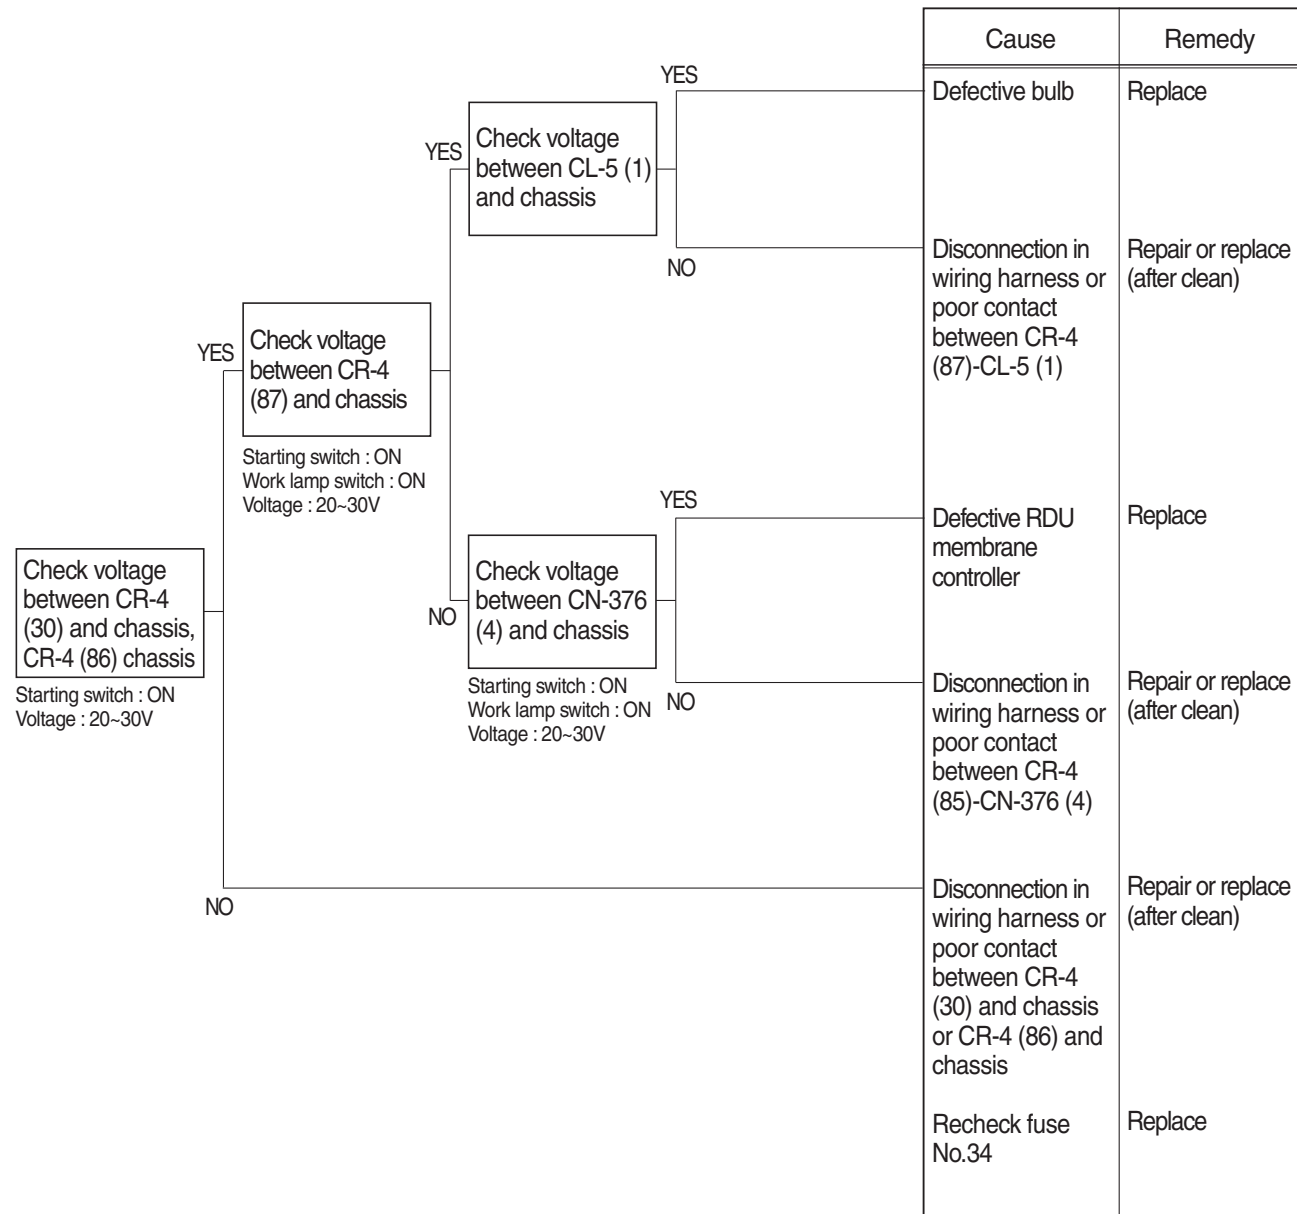 Cause
Remedy
YES
Defective bulb
Replace
Check voltage
between CL-5 (1)
and chassis
YES
NO
Disconnection in
wiring harness or
poor contact
between CR-4
(87)-CL-5 (1)
Repair or replace
(after clean)
YES
Check voltage
between CR-4
(87) and chassis
Starting switch : ON
Work lamp switch : ON
Voltage : 20~30V
YES
Defective RDU
membrane
controller
Replace
Check voltage
between CR-4
(30) and chassis,
CR-4 (86) chassis
Starting switch : ON
Voltage : 20~30V
NO
Check voltage
between CN-376
(4) and chassis
Starting switch : ON
Work lamp switch : ON
Voltage : 20~30V
NO
Disconnection in
wiring harness or
poor contact
between CR-4
(85)-CN-376 (4)
Repair or replace
(after clean)
NO
Disconnection in
wiring harness or
poor contact
between CR-4
(30) and chassis
or CR-4 (86) and
chassis
Repair or replace
(after clean)
Recheck fuse
No.34
Replace